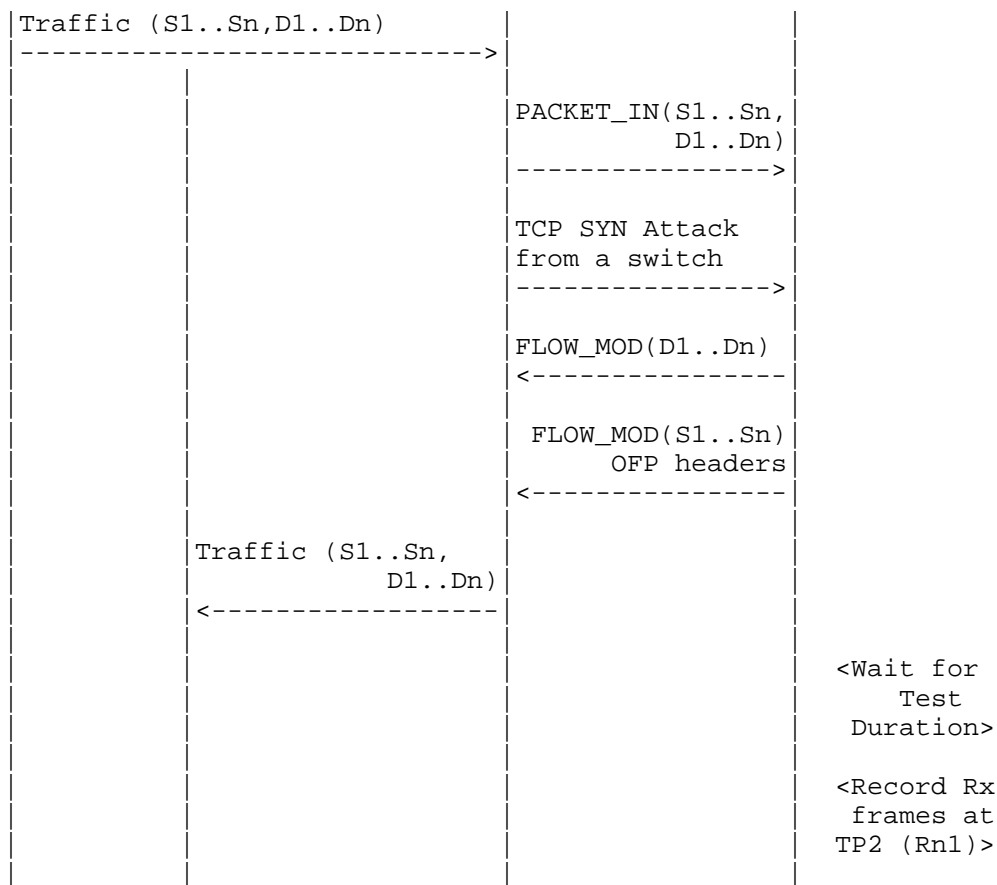 Traffic (S1..Sn,D1..Dn)
PACKET_IN(S1..Sn,
D1..Dn)
TCP SYN Attack
from a switch
FLOW_MOD(D1..Dn)
FLOW_MOD(S1..Sn)
OFP headers
Traffic (S1..Sn,
D1..Dn)
<Wait for
Test
Duration>
<Record Rx
frames at
TP2 (Rn1)>